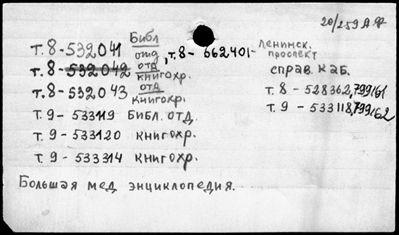 20/259
Библ
т. 8-532041 отд, т. 8- 662401- Ленинск. проспект
т. 8-532042 отд книгохр.
справ. каб.
т. 8-532043 отд книгохр.
т. 8 - 528362,799161
т. 9 - 533119 Библ. отд.
т. 9 - 533118,799162
т. 9 - 533120 книгохр.
т. 9 - 533314 книгохр.
Большая мед энциклопедия.